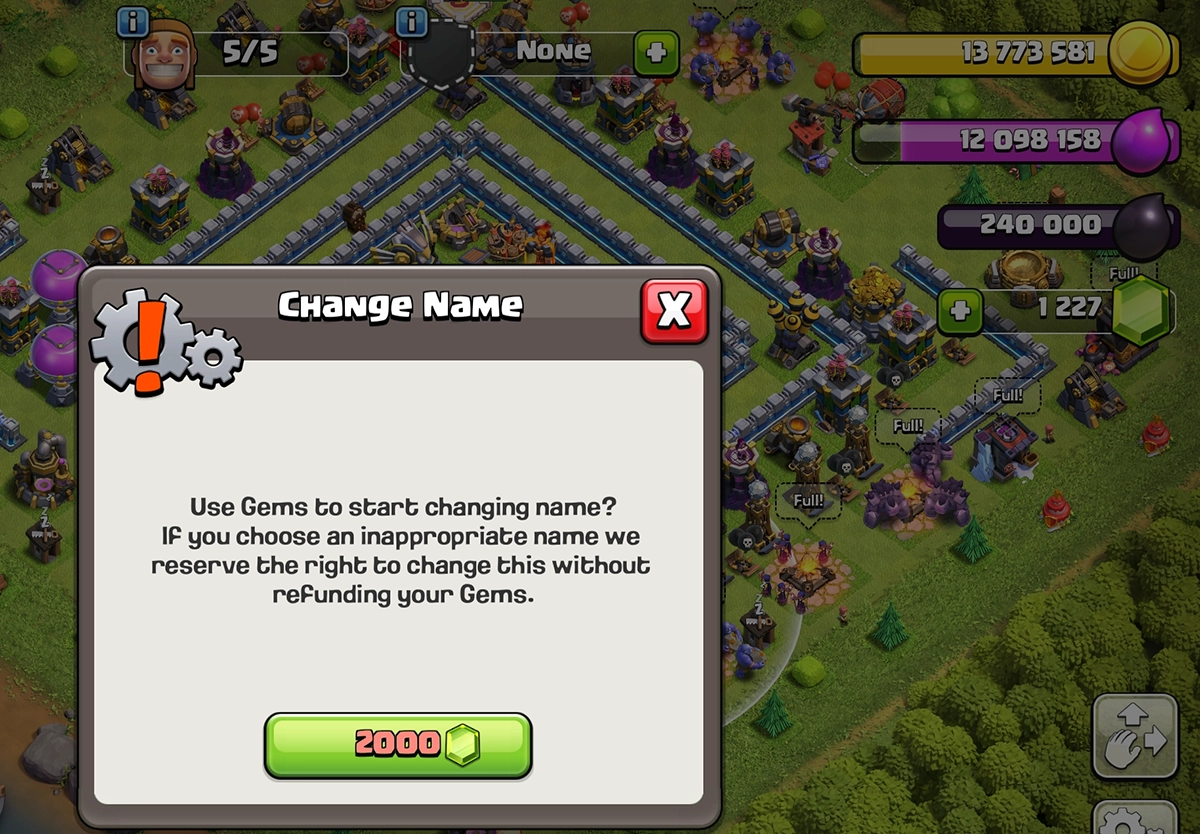 i
5/5
i
None
+
13 773 581
12 098 158
240 000
Full!
+
1 227
Change Name
X
Full!
Full!
Full!
Use Gems to start changing name?
If you choose an inappropriate name we
reserve the right to change this without
refunding your Gems.
2000